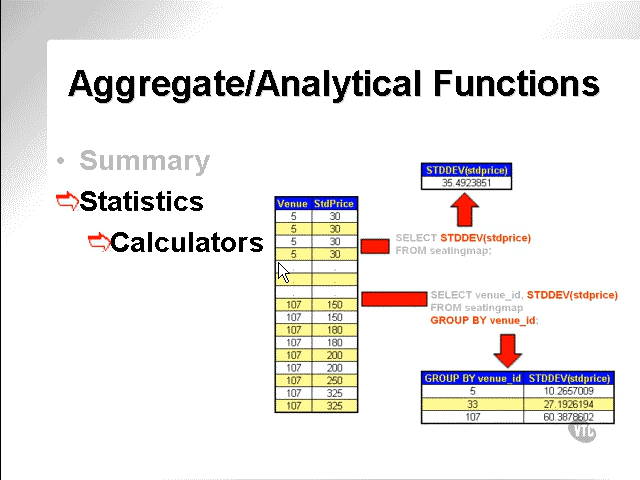 Aggregate/Analytical Functions
• Summary
Statistics
Calculators
Venue StdPrice
5 30
5 30
5 30
5 30
. .
. .
. .
107 150
107 150
107 180
107 180
107 200
107 200
107 250
107 325
107 325
STDDEV(stdprice)
35.4923851
SELECT STDDEV(stdprice)
FROM seatingmap;
SELECT venue_id, STDDEV(stdprice)
FROM seatingmap
GROUP BY venue_id;
GROUP BY venue_id STDDEV(stdprice)
5 10.2657009
33 27.1926194
107 60.3878602
VTC